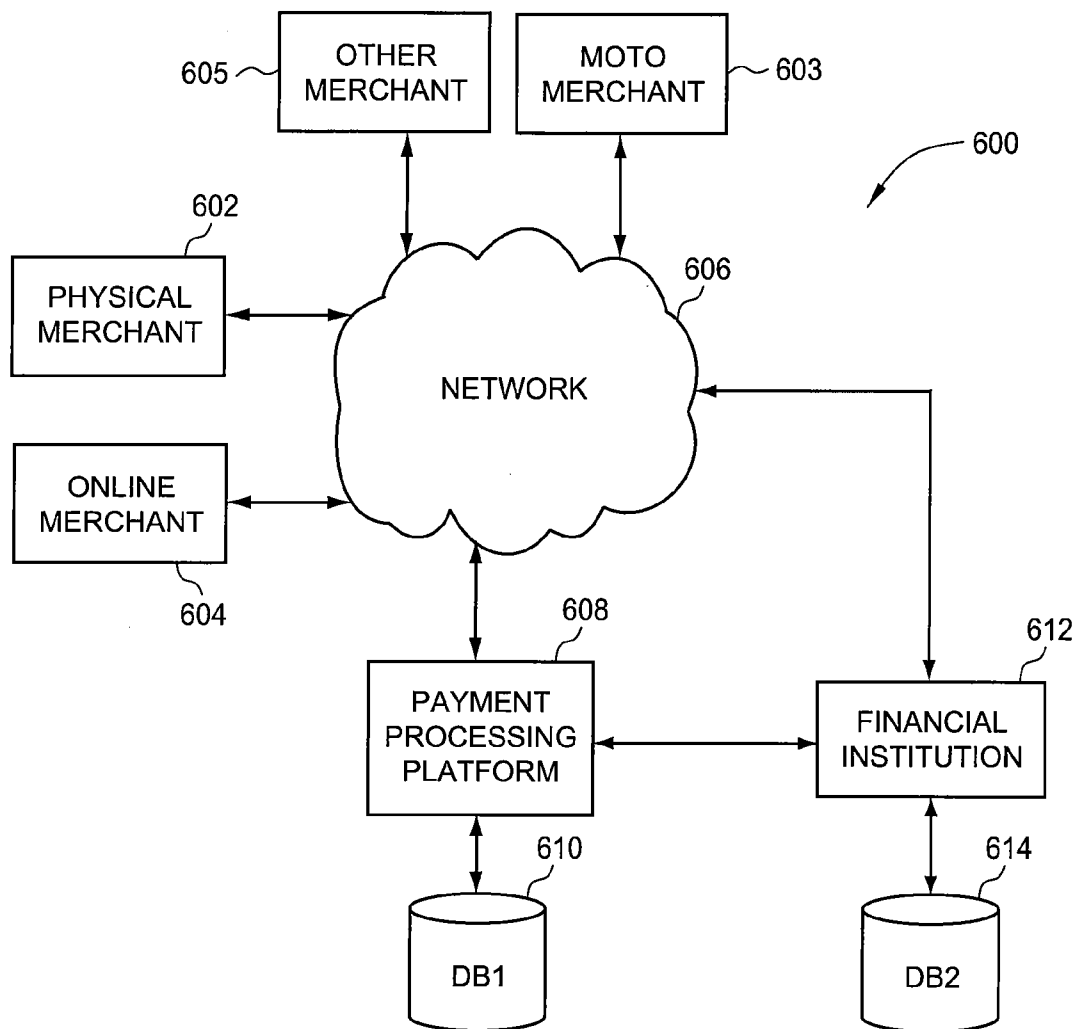 OTHER
MERCHANT
605
MOTO
MERCHANT
603
600
602
PHYSICAL
MERCHANT
606
NETWORK
ONLINE
MERCHANT
604
608
PAYMENT
PROCESSING
PLATFORM
612
FINANCIAL
INSTITUTION
610
DB1
614
DB2